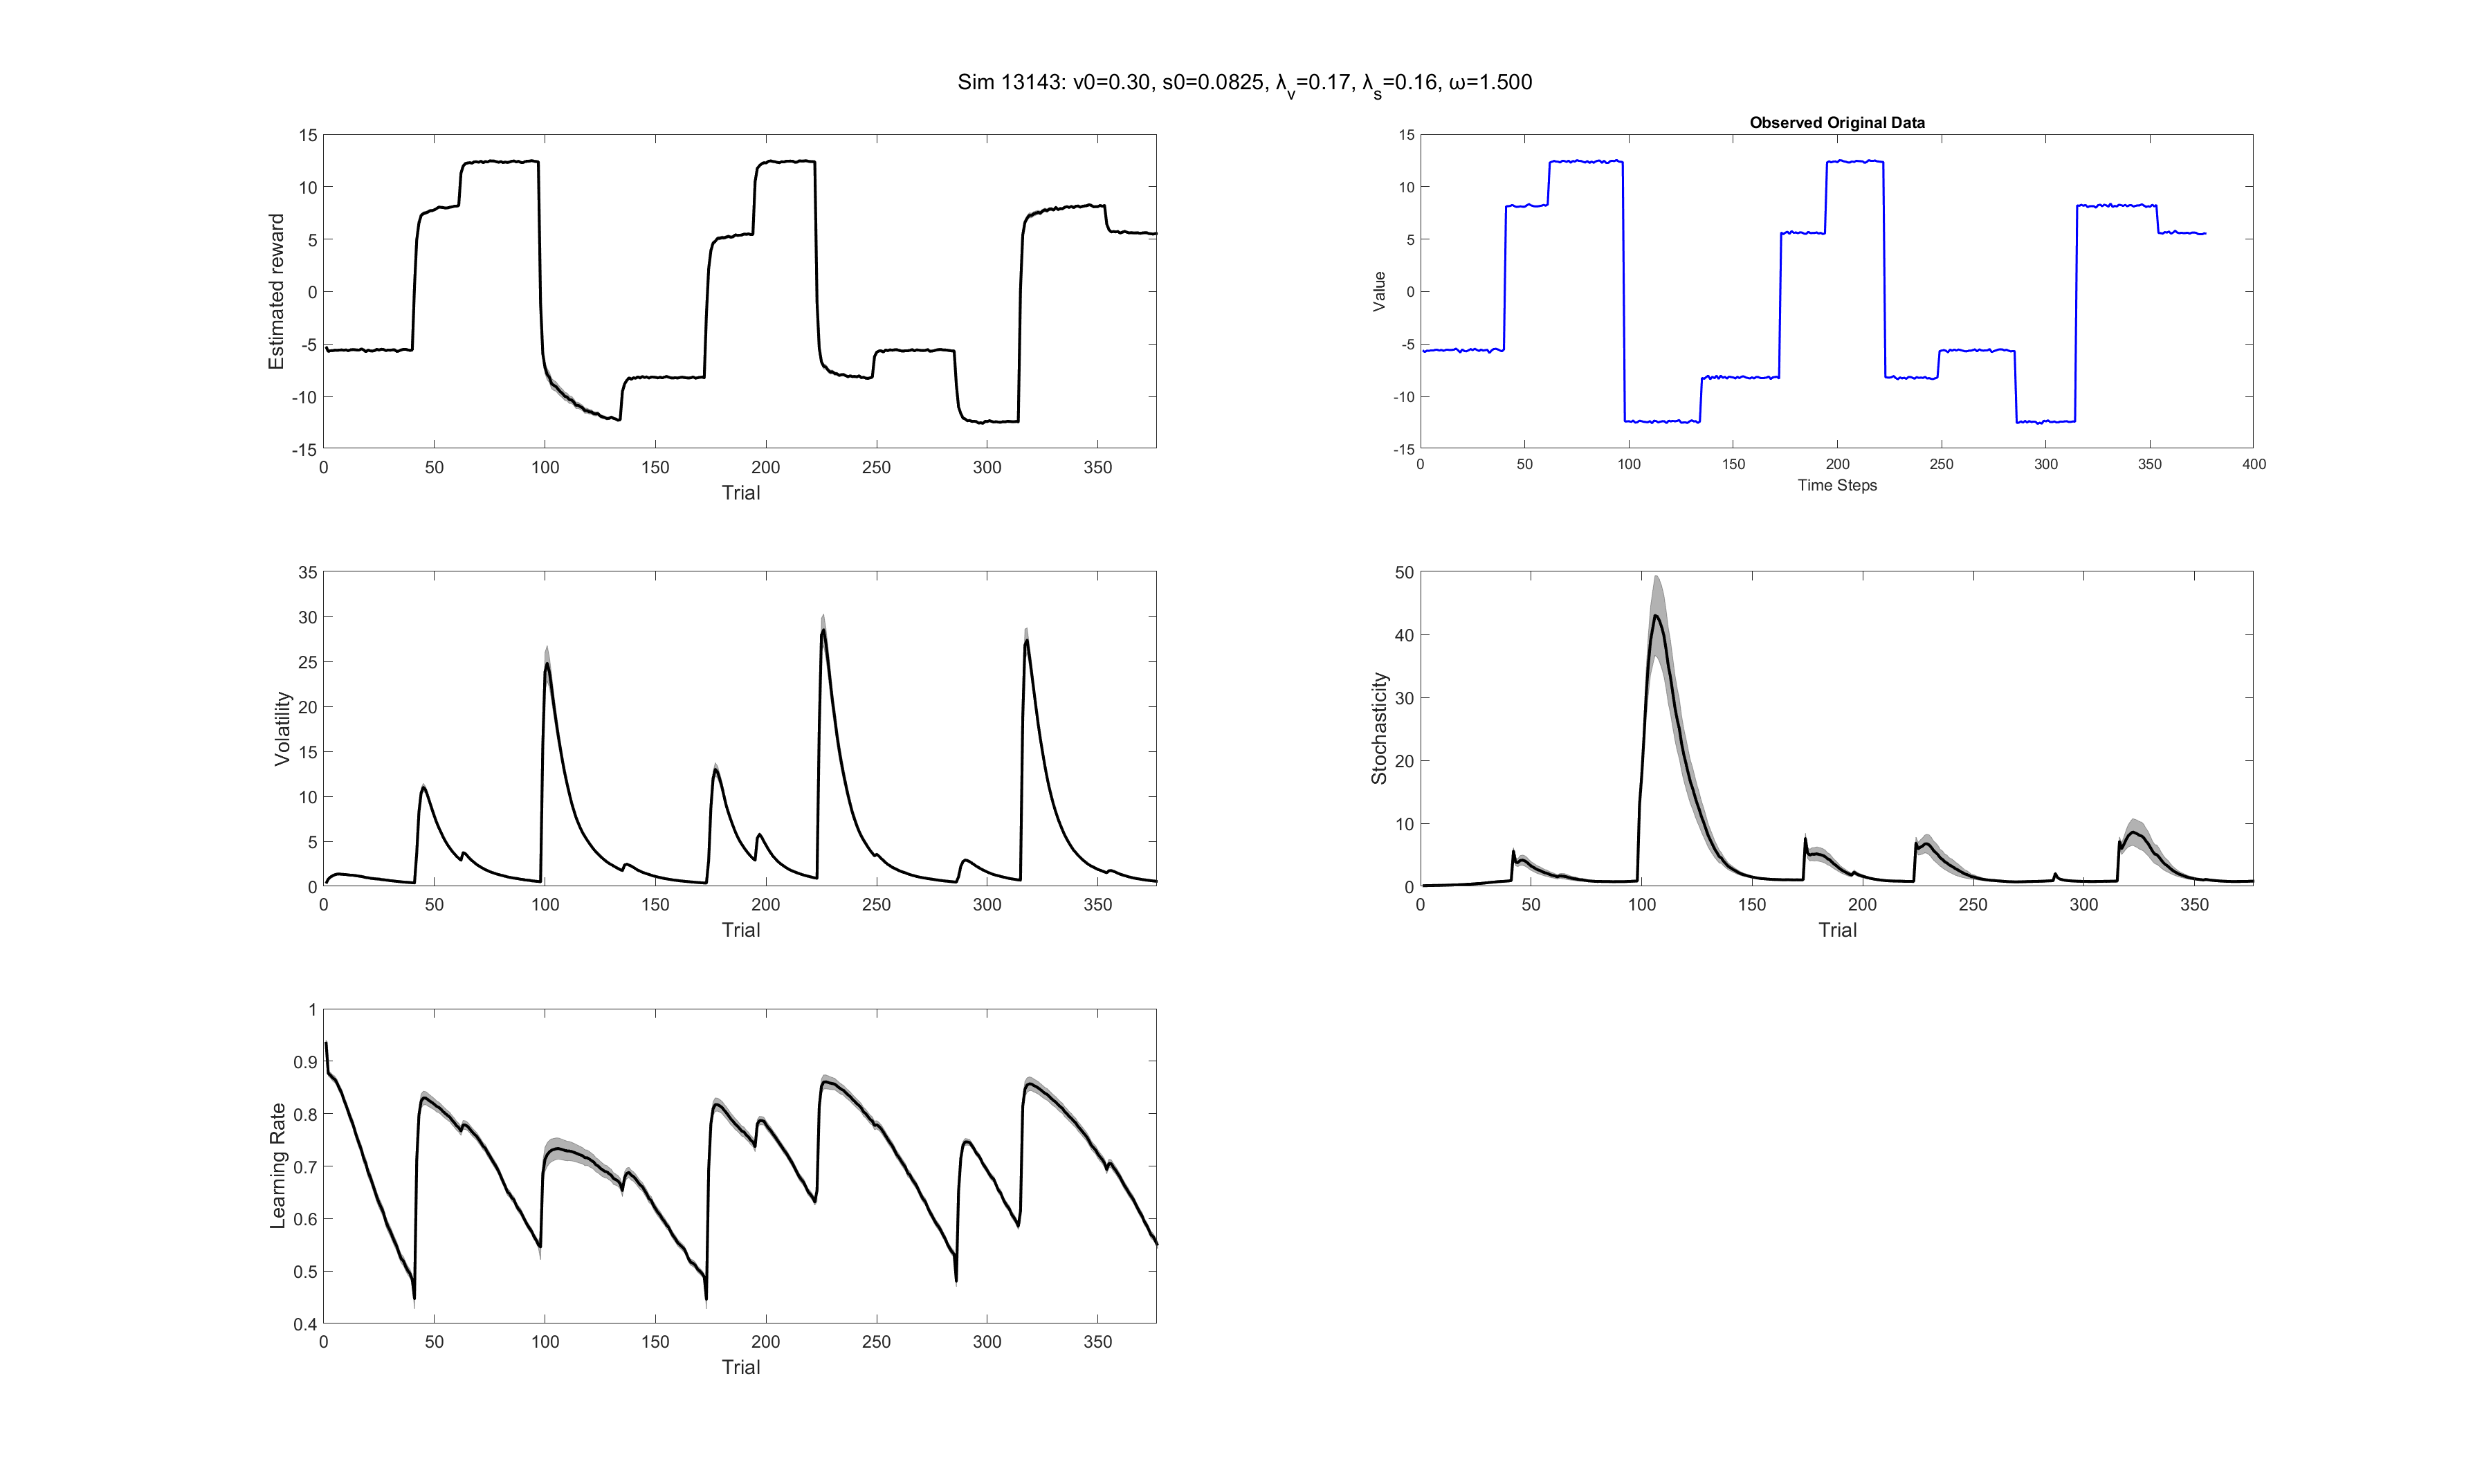 Sim 13143: v0=0.30, s0=0.0825, λv=0.17, λs=0.16, ω=1.500
Estimated reward
15
10
5
0
-5
-10
-15
0 50 100 150 200 250 300 350
Trial
Observed Original Data
Value
15
10
5
0
-5
-10
-15
0 50 100 150 200 250 300 350 400
Time Steps
Volatility
35
30
25
20
15
10
5
0
0 50 100 150 200 250 300 350
Trial
Stochasticity
50
40
30
20
10
0
0 50 100 150 200 250 300 350
Trial
Learning Rate
1
0.9
0.8
0.7
0.6
0.5
0.4
0 50 100 150 200 250 300 350
Trial